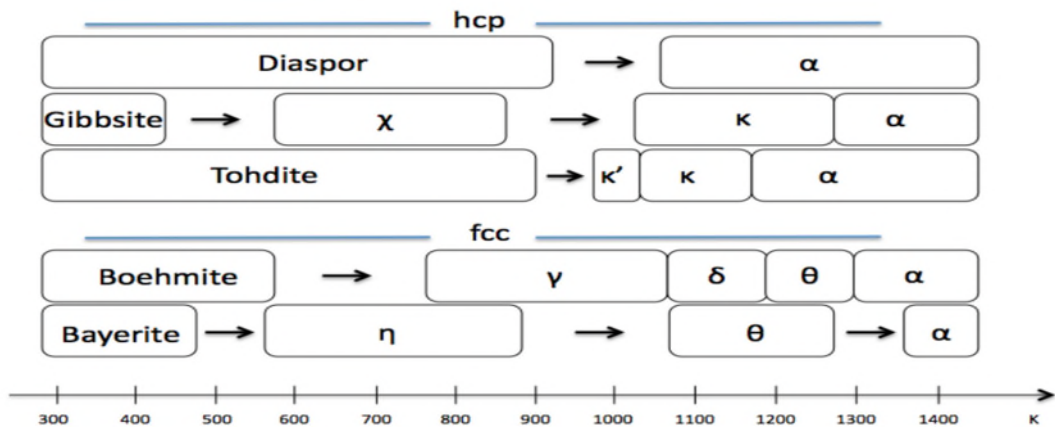 hcp
Diaspor → α
Gibbsite → χ → κ α
Tohdite → κ’ κ α
fcc
Boehmite → γ δ θ α
Bayerite → η → θ → α
300 400 500 600 700 800 900 1000 1100 1200 1300 1400 K